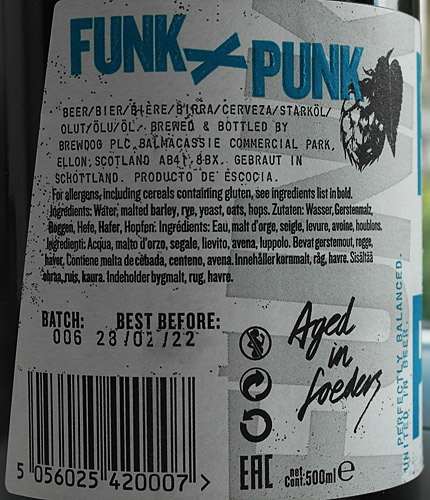 FUNK X PUNK
BEER/BIER/BIÈRE/BIRRA/CERVEZA/STARKÖL/
OLUT/ÕLU/ÖL. BREWED & BOTTLED BY
BREWDOG PLC, BALMACASSIE COMMERCIAL PARK,
ELLON, SCOTLAND AB41 8BX. GEBRAUT IN
SCHOTTLAND. PRODUCTO DE ESCOCIA.
For allergens, including cereals containing gluten, see ingredients list in bold.
Ingredients: Water, malted barley, rye, yeast, oats, hops. Zutaten: Wasser, Gerstenmalz,
Roggen, Hefe, Hafer, Hopfen. Ingrédients: Eau, malt d'orge, seigle, levure, avoine, houblons.
Ingredienti: Acqua, malto d'orzo, segale, lievito, avena, luppolo. Bevat gerstemout, rogge,
haver. Contiene malta de cebada, centeno, avena. Innehåller kornmalt, råg, havre. Sisältää
ohraa, ruis, kaura. Indeholder bygmalt, rug, havre.
BATCH: BEST BEFORE:
006 28/02/22
Aged
in
foeders
PERFECTLY BALANCED.
UNITED IN BEER.
5 056025 420007 >
EAC net. Cont: 500ml e